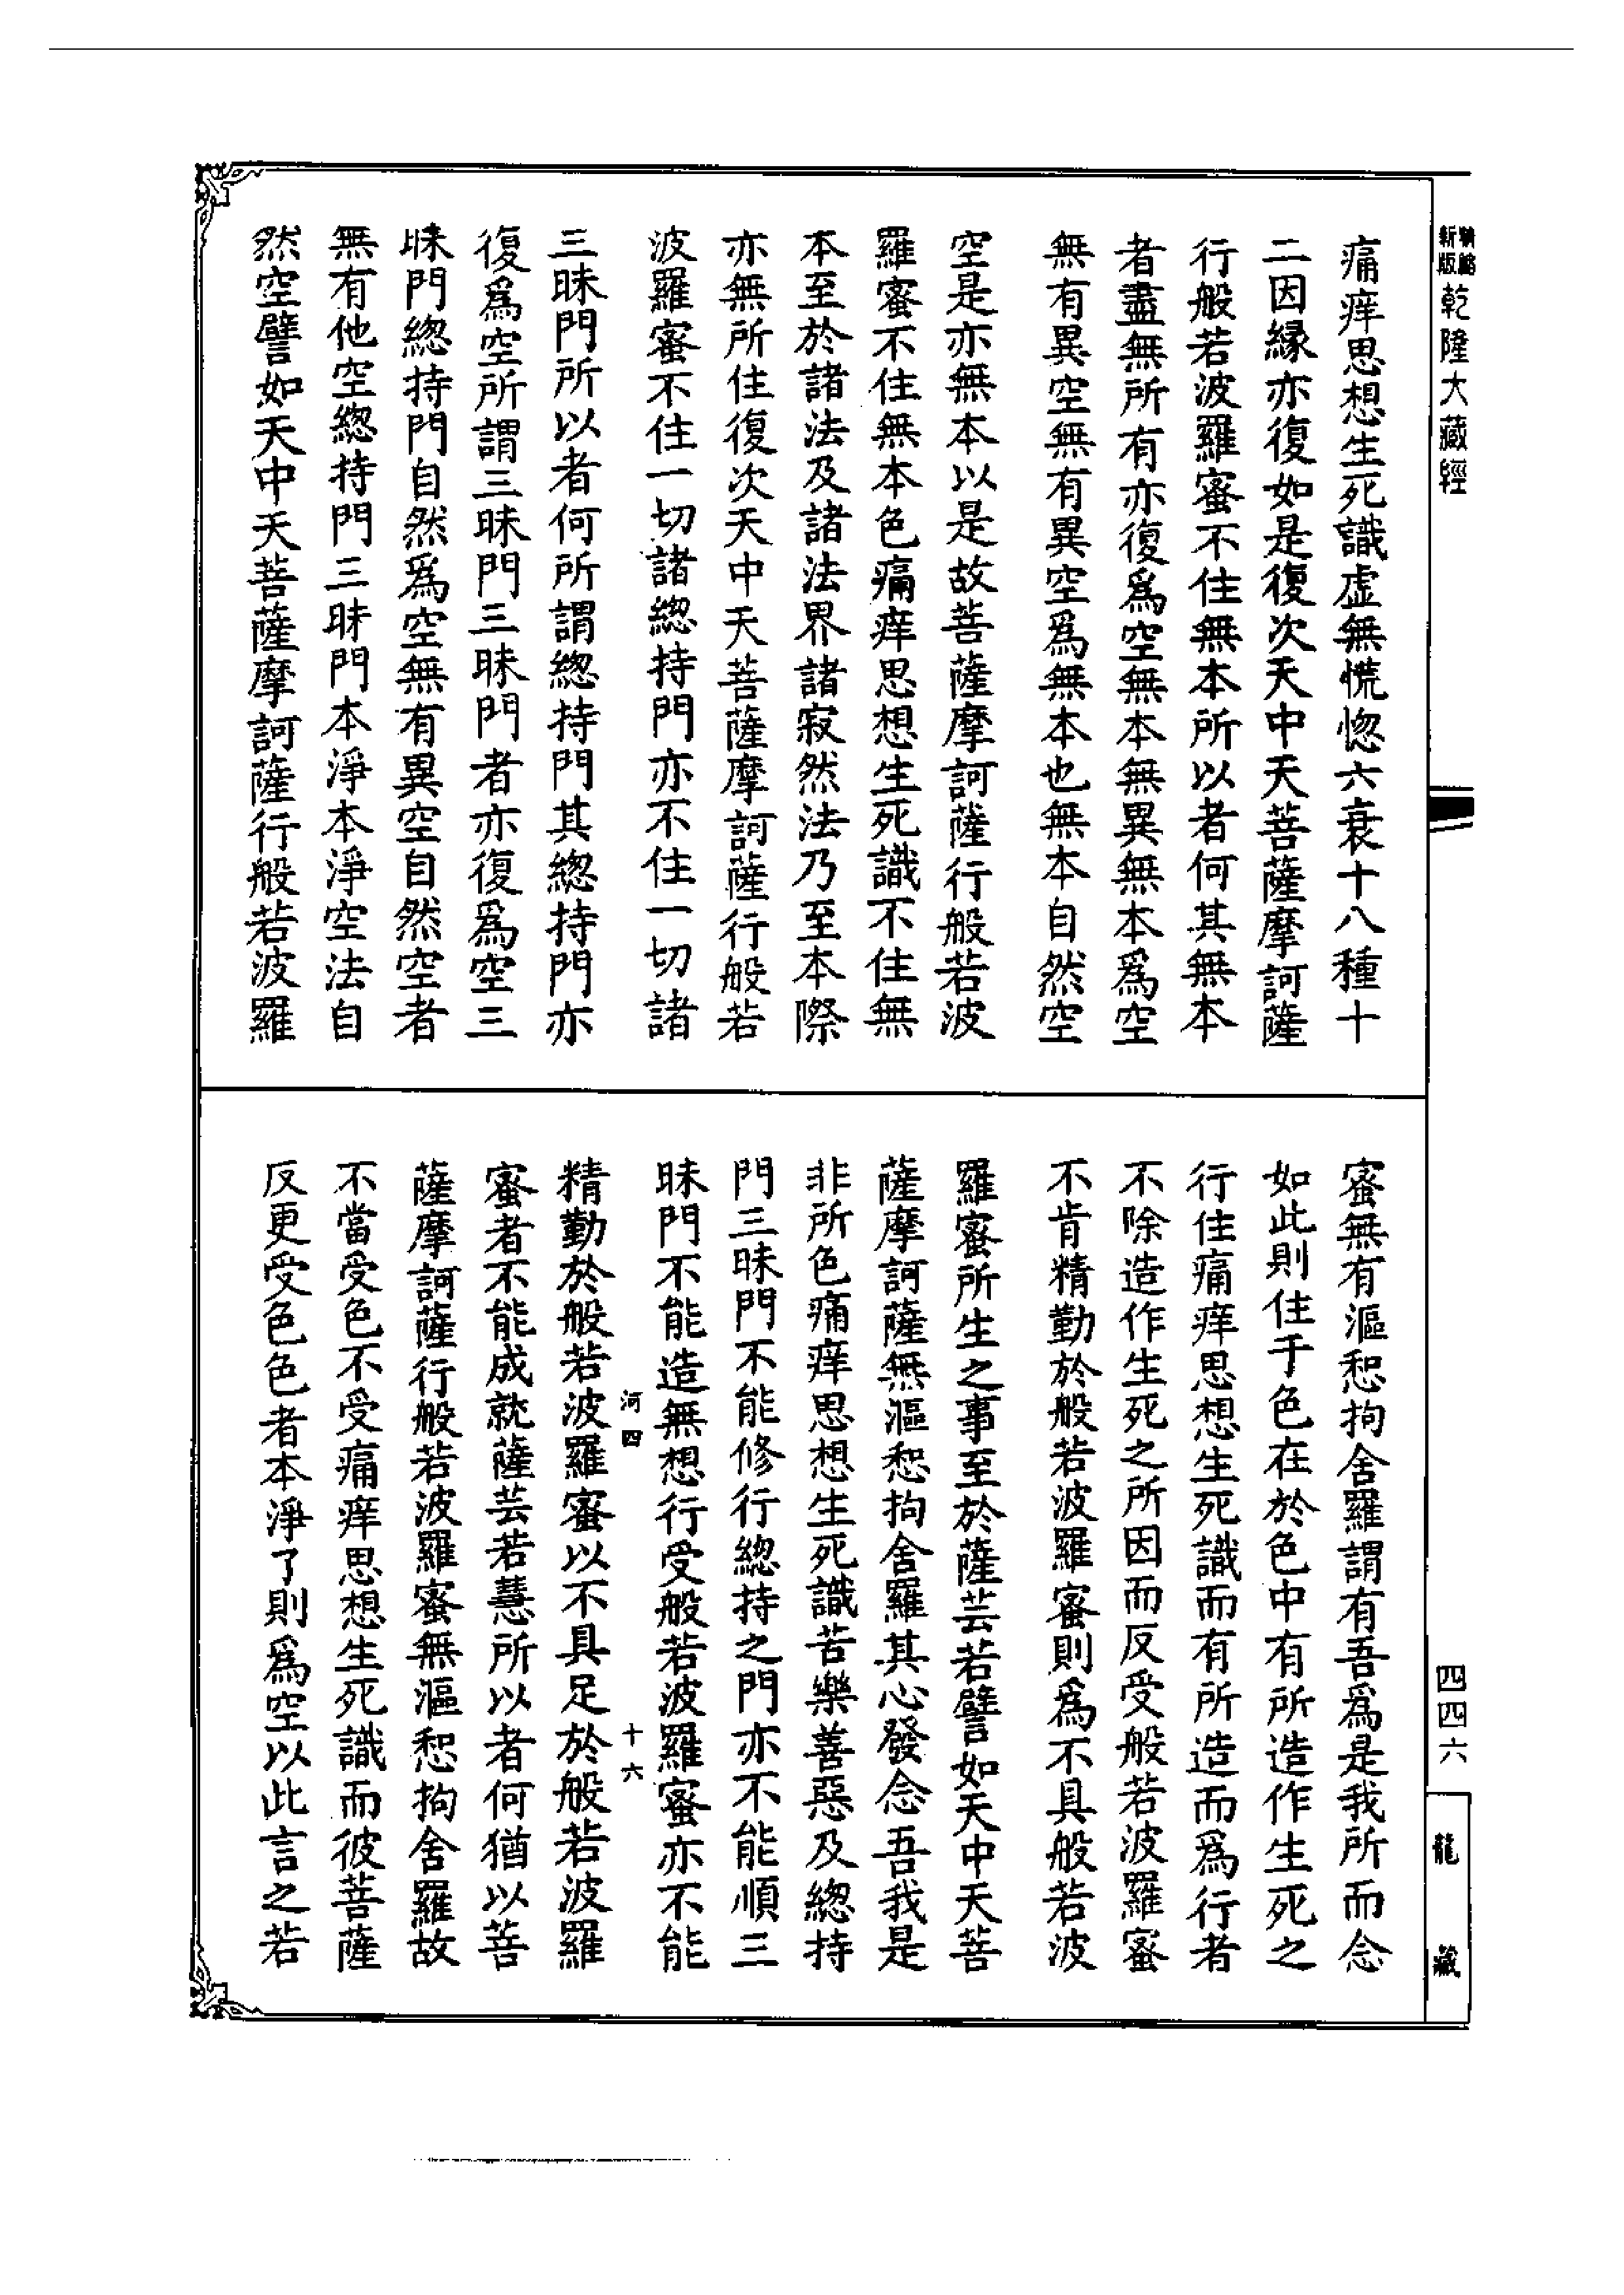 新版
乾隆大藏經
痛痒思想生死識虛無慌惚六衰十八種十
二因緣亦復如是復次天中天菩薩摩訶薩
行般若波羅蜜不住無本所以者何其無本
者盡無所有亦復爲空無本無異無本爲空
無有異空無有異空爲無本也無本自然空
空是亦無本以是故菩薩摩訶薩行般若波
羅蜜不住無本色痛痒思想生死識不住無
本至於諸法及諸法界諸寂然法乃至本際
亦無所住復次天中天菩薩摩訶薩行般若
波羅蜜不住一切諸總持門亦不住一切諸
三昧門所以者何所謂總持門其總持門亦
復爲空所謂三昧門三昧門者亦復爲空三
昧門總持門自然爲空無有異空自然空者
無有他空總持門三昧門本淨本淨空法自
然空譬如天中天菩薩摩訶薩行般若波羅
蜜無有漚惒拘舍羅謂有吾爲是我所而念
如此則住于色在於色中有所造作生死之
行住痛痒思想生死識而有所造而爲行者
不除造作生死之所因而反受般若波羅蜜
不肯精勤於般若波羅蜜則爲不具般若波
羅蜜所生之事至於薩芸若譬如天中天菩
薩摩訶薩無漚惒拘舍羅其心發念吾我是
非所色痛痒思想生死識苦樂善惡及總持
門三昧門不能修行總持之門亦不能順三
昧門不能造無想行受般若波羅蜜亦不能
河四 十六
精勤於般若波羅蜜以不具足於般若波羅
蜜者不能成就薩芸若慧所以者何猶以菩
薩摩訶薩行般若波羅蜜無漚惒拘舍羅故
不當受色不受痛痒思想生死識而彼菩薩
反更受色色者本淨了則爲空以此言之若
四四六
龍藏